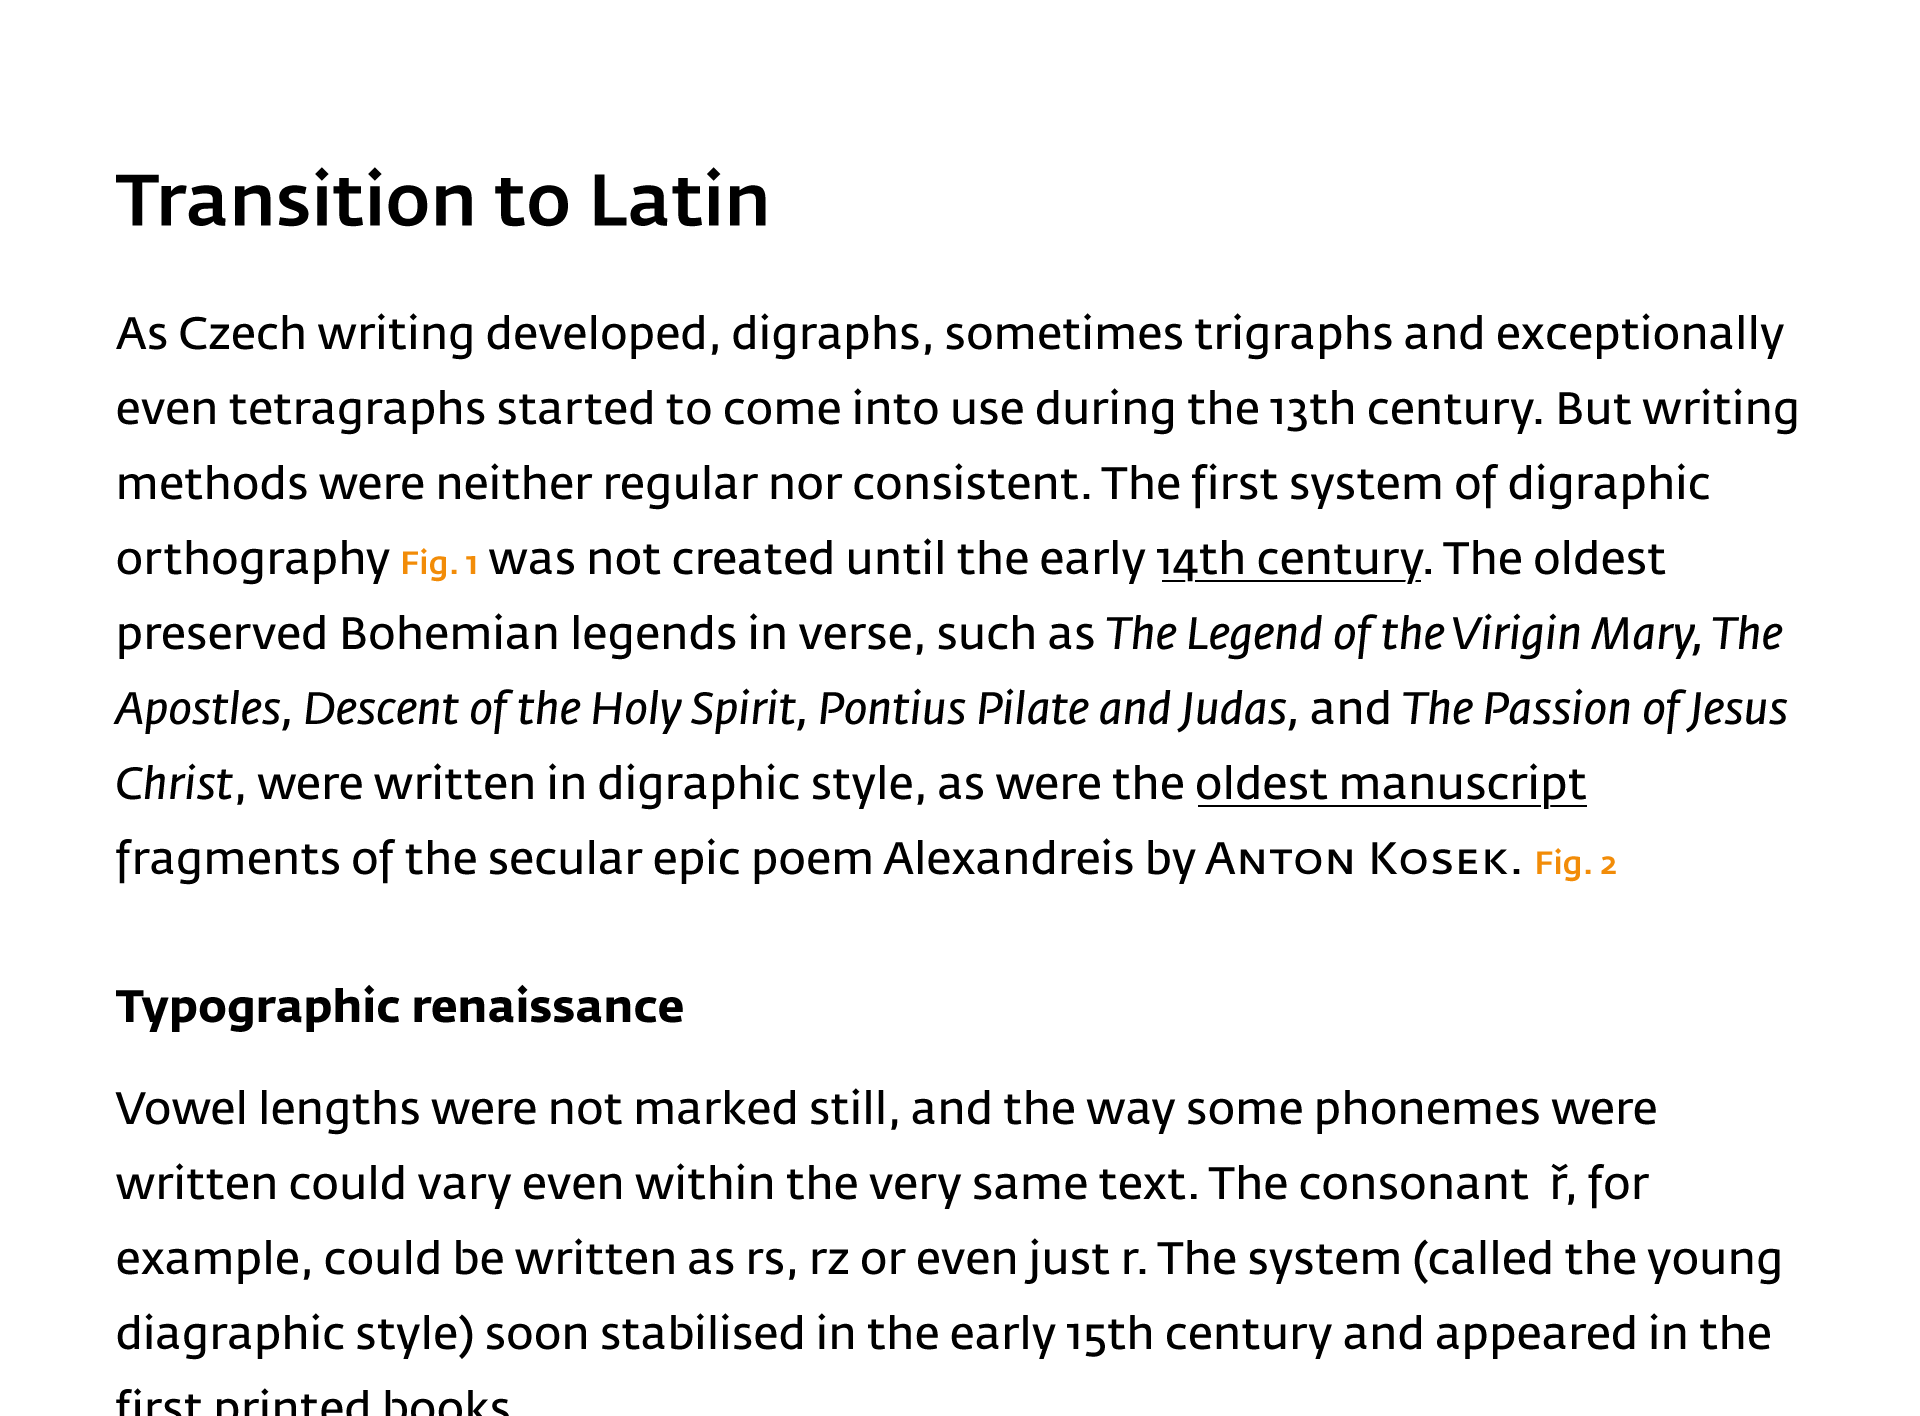 Transition to Latin
As Czech writing developed, digraphs, sometimes trigraphs and exceptionally
even tetragraphs started to come into use during the 13th century. But writing
methods were neither regular nor consistent. The first system of digraphic
orthography Fig. 1 was not created until the early 14th century. The oldest
preserved Bohemian legends in verse, such as The Legend of the Virigin Mary, The
Apostles, Descent of the Holy Spirit, Pontius Pilate and Judas, and The Passion of Jesus
Christ, were written in digraphic style, as were the oldest manuscript
fragments of the secular epic poem Alexandreis by Anton Kosek. Fig. 2
Typographic renaissance
Vowel lengths were not marked still, and the way some phonemes were
written could vary even within the very same text. The consonant ř, for
example, could be written as rs, rz or even just r. The system (called the young
diagraphic style) soon stabilised in the early 15th century and appeared in the
first printed books.